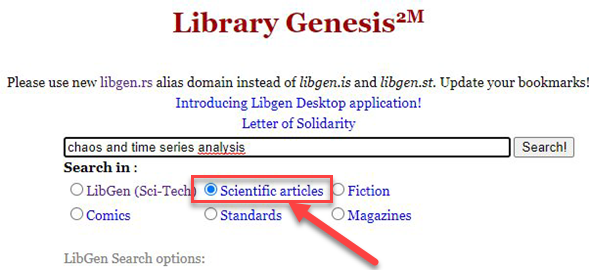 Library Genesis²ᴹ
Please use new libgen.rs alias domain instead of libgen.is and libgen.st. Update your bookmarks!
Introducing Libgen Desktop application!
Letter of Solidarity
chaos and time series analysis Search!
Search in :
LibGen (Sci-Tech) Scientific articles Fiction
Comics Standards Magazines
LibGen Search options: